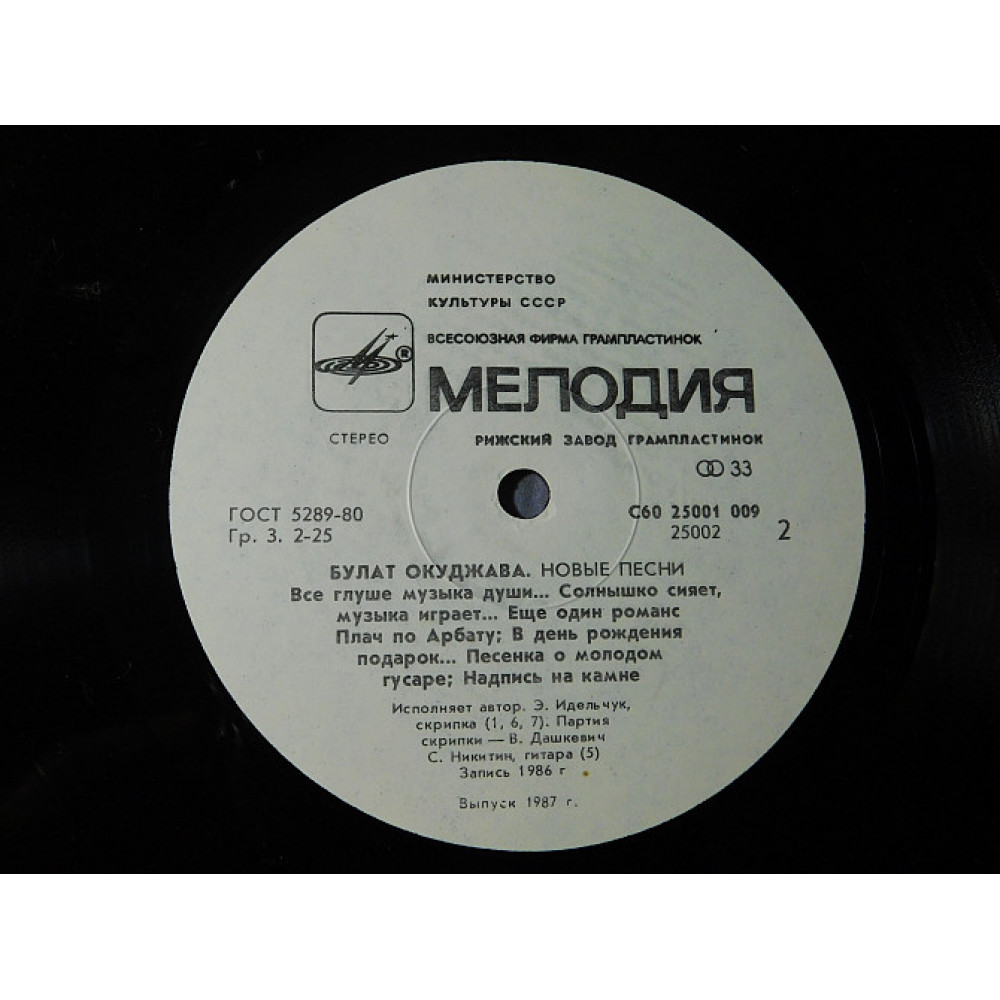 МИНИСТЕРСТВО
КУЛЬТУРЫ СССР
ВСЕСОЮЗНАЯ ФИРМА ГРАМПЛАСТИНОК
®
МЕЛОДИЯ
СТЕРЕО
РИЖСКИЙ ЗАВОД ГРАМПЛАСТИНОК
33
ГОСТ 5289-80
С60 25001 009
Гр. 3. 2-25
25002
2
БУЛАТ ОКУДЖАВА. НОВЫЕ ПЕСНИ
Все глуше музыка души... Солнышко сияет,
музыка играет... Еще один романс
Плач по Арбату; В день рождения
подарок... Песенка о молодом
гусаре; Надпись на камне
Исполняет автор. Э. Идельчук,
скрипка (1, 6, 7). Партия
скрипки — В. Дашкевич
С. Никитин, гитара (5)
Запись 1986 г
Выпуск 1987 г.